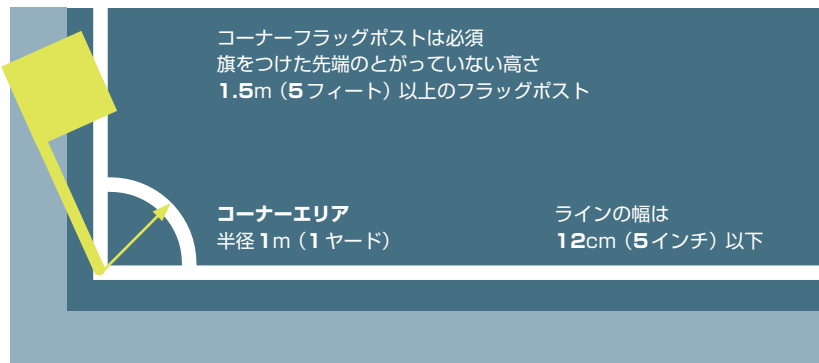 コーナーフラッグポストは必須
旗をつけた先端のとがっていない高さ
1.5m（5フィート）以上のフラッグポスト
コーナーエリア
半径1m（1ヤード）
ラインの幅は
12cm（5インチ）以下